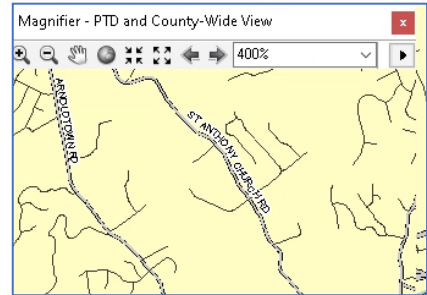 Magnifier - PTD and County-Wide View
x
400%
ARNOLDTOWN RD
ST ANTHONY CHURCH RD
W T